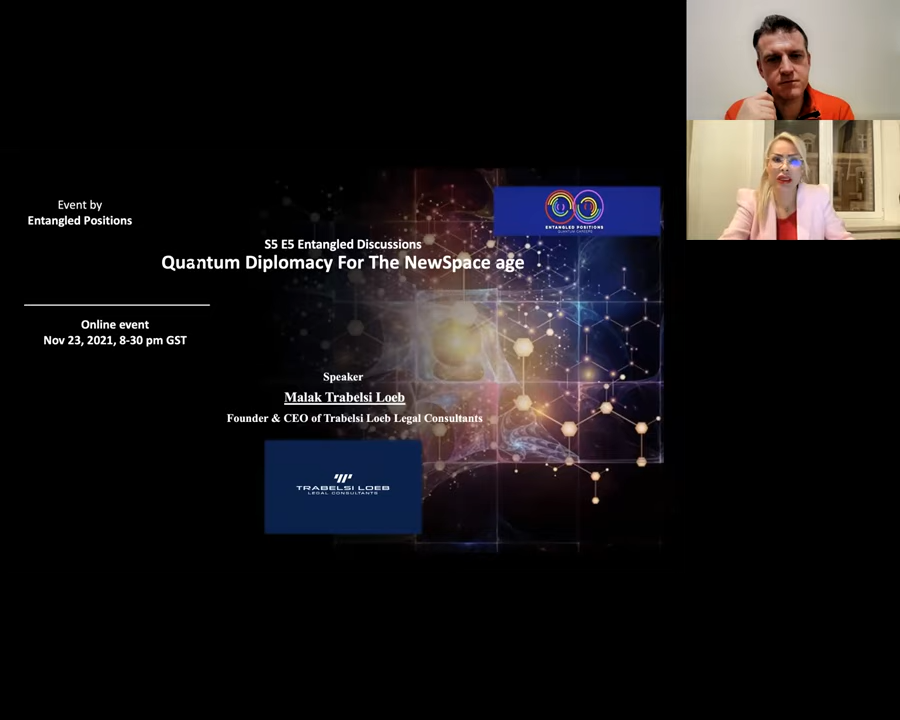 Event by
Entangled Positions
ENTANGLED POSITIONS
QUANTUM CAREERS
S5 E5 Entangled Discussions
Quantum Diplomacy For The NewSpace age
Online event
Nov 23, 2021, 8-30 pm GST
Speaker
Malak Trabelsi Loeb
Founder & CEO of Trabelsi Loeb Legal Consultants
TRABELSI LOEB
LEGAL CONSULTANTS